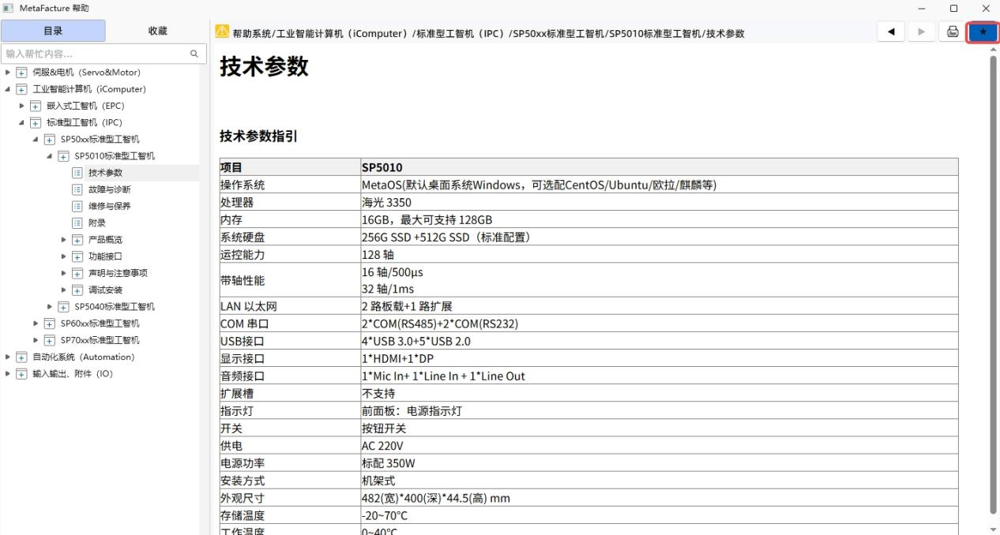 MetaFacture 帮助
目录
收藏
输入帮忙内容...
伺服&电机（Servo&Motor）
工业智能计算机（iComputer）
嵌入式工智机（EPC）
标准型工智机（IPC）
SP50xx标准型工智机
SP5010标准型工智机
技术参数
故障与诊断
维修与保养
附录
产品概览
功能接口
声明与注意事项
调试安装
SP5040标准型工智机
SP60xx标准型工智机
SP70xx标准型工智机
自动化系统（Automation）
输入输出、附件（IO）
帮助系统/工业智能计算机（iComputer）/标准型工智机（IPC）/SP50xx标准型工智机/SP5010标准型工智机/技术参数
技术参数
技术参数指引
项目 SP5010
操作系统 MetaOS(默认桌面系统Windows，可选配CentOS/Ubuntu/欧拉/麒麟等)
处理器 海光 3350
内存 16GB，最大可支持 128GB
系统硬盘 256G SSD +512G SSD（标准配置）
运控能力 128 轴
带轴性能 16 轴/500μs
32 轴/1ms
LAN 以太网 2 路板载+1 路扩展
COM 串口 2*COM(RS485)+2*COM(RS232)
USB接口 4*USB 3.0+5*USB 2.0
显示接口 1*HDMI+1*DP
音频接口 1*Mic In+ 1*Line In + 1*Line Out
扩展槽 不支持
指示灯 前面板：电源指示灯
开关 按钮开关
供电 AC 220V
电源功率 标配 350W
安装方式 机架式
外观尺寸 482(宽)*400(深)*44.5(高) mm
存储温度 -20~70℃
工作温度 0~40℃